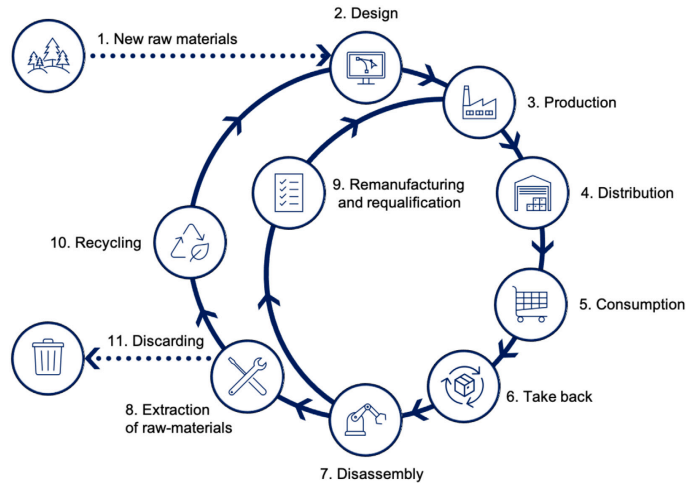 1. New raw materials
2. Design
3. Production
4. Distribution
5. Consumption
6. Take back
7. Disassembly
8. Extraction
of raw-materials
9. Remanufacturing
and requalification
10. Recycling
11. Discarding